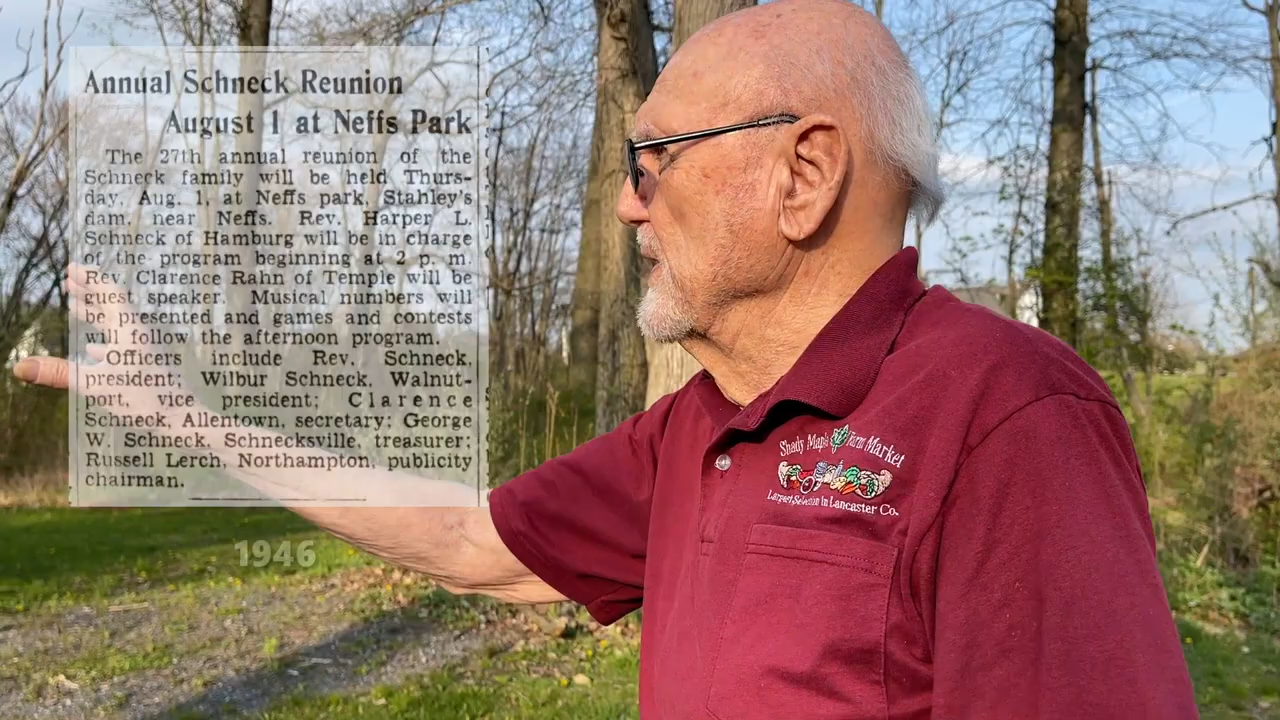 Annual Schneck Reunion
August 1 at Neffs Park
The 27th annual reunion of the
Schneck family will be held Thurs-
day, Aug. 1, at Neffs park, Stahley's
dam, near Neffs. Rev. Harper L.
Schneck of Hamburg will be in charge
of the program beginning at 2 p. m.
Rev. Clarence Rahn of Temple will be
guest speaker. Musical numbers will
be presented and games and contests
will follow the afternoon program.
Officers include Rev. Schneck,
president; Wilbur Schneck, Walnut-
port, vice president; Clarence
Schneck, Allentown, secretary; George
W. Schneck, Schnecksville, treasurer;
Russell Lerch, Northampton, publicity
chairman.
1946
Shady Maple Farm Market
Largest Selection in Lancaster Co.